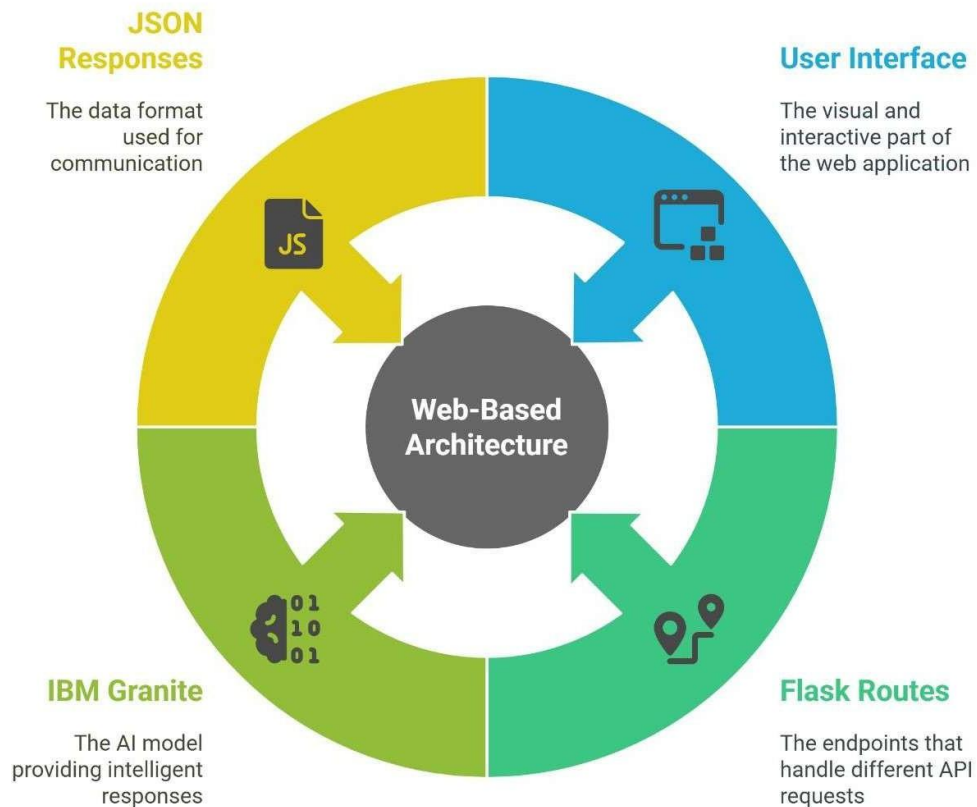 JSON
Responses
The data format
used for
communication
User Interface
The visual and
interactive part of
the web application
JS
Web-Based
Architecture
01
10
01
IBM Granite
The AI model
providing intelligent
responses
Flask Routes
The endpoints that
handle different API
requests